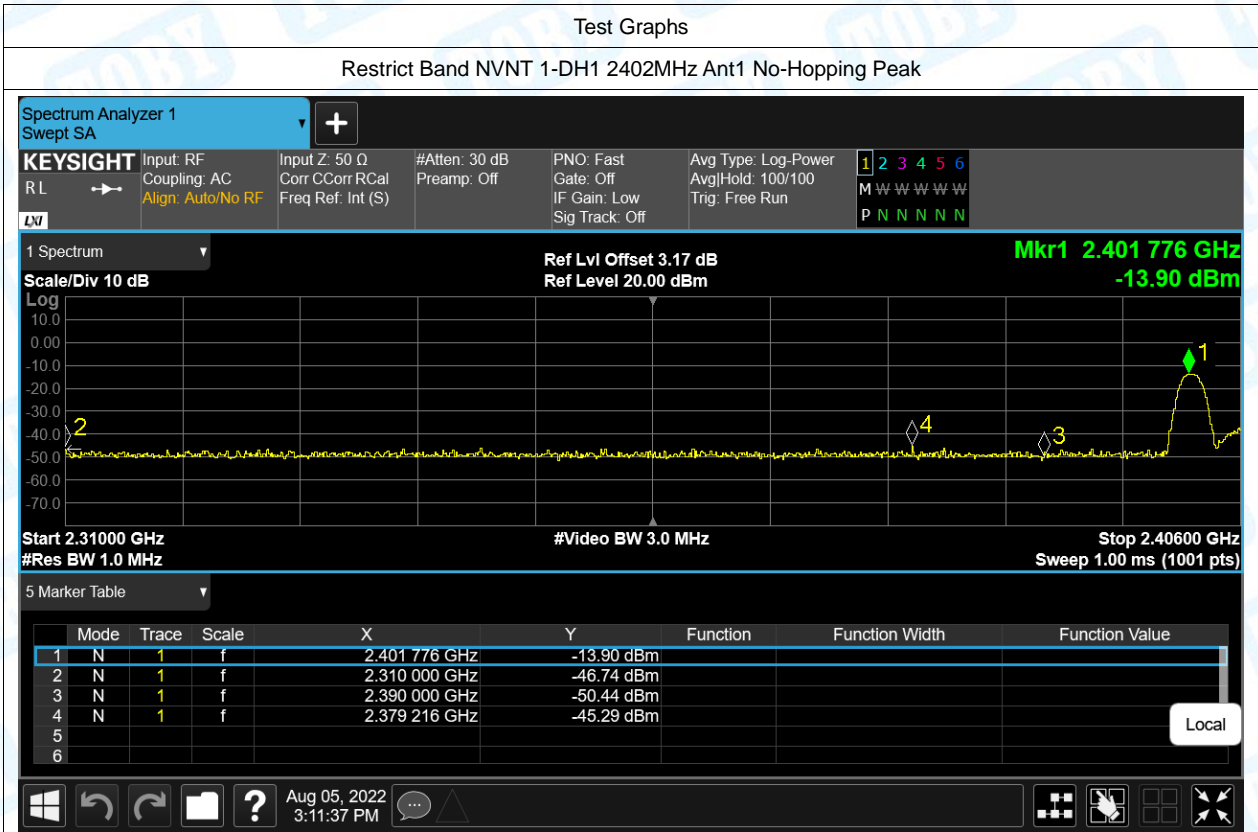 Test Graphs
Restrict Band NVNT 1-DH1 2402MHz Ant1 No-Hopping Peak
Spectrum Analyzer 1
Swept SA
KEYSIGHT
RL
LXI
Input: RF
Coupling: AC
Align: Auto/No RF
Input Z: 50 Ω
Corr CCorr RCal
Freq Ref: Int (S)
#Atten: 30 dB
Preamp: Off
PNO: Fast
Gate: Off
IF Gain: Low
Sig Track: Off
Avg Type: Log-Power
Avg|Hold: 100/100
Trig: Free Run
1 2 3 4 5 6
M W W W W W
P N N N N N
1 Spectrum
Scale/Div 10 dB
Ref Lvl Offset 3.17 dB
Ref Level 20.00 dBm
Mkr1 2.401 776 GHz
-13.90 dBm
Log
10.0
0.00
-10.0
-20.0
-30.0
-40.0
-50.0
-60.0
-70.0
1
2
4
3
Start 2.31000 GHz
#Res BW 1.0 MHz
#Video BW 3.0 MHz
Stop 2.40600 GHz
Sweep 1.00 ms (1001 pts)
5 Marker Table
Mode Trace Scale X Y Function Function Width Function Value
1 N 1 f 2.401 776 GHz -13.90 dBm
2 N 1 f 2.310 000 GHz -46.74 dBm
3 N 1 f 2.390 000 GHz -50.44 dBm
4 N 1 f 2.379 216 GHz -45.29 dBm
5
6
Local
?
Aug 05, 2022
3:11:37 PM
TOBY